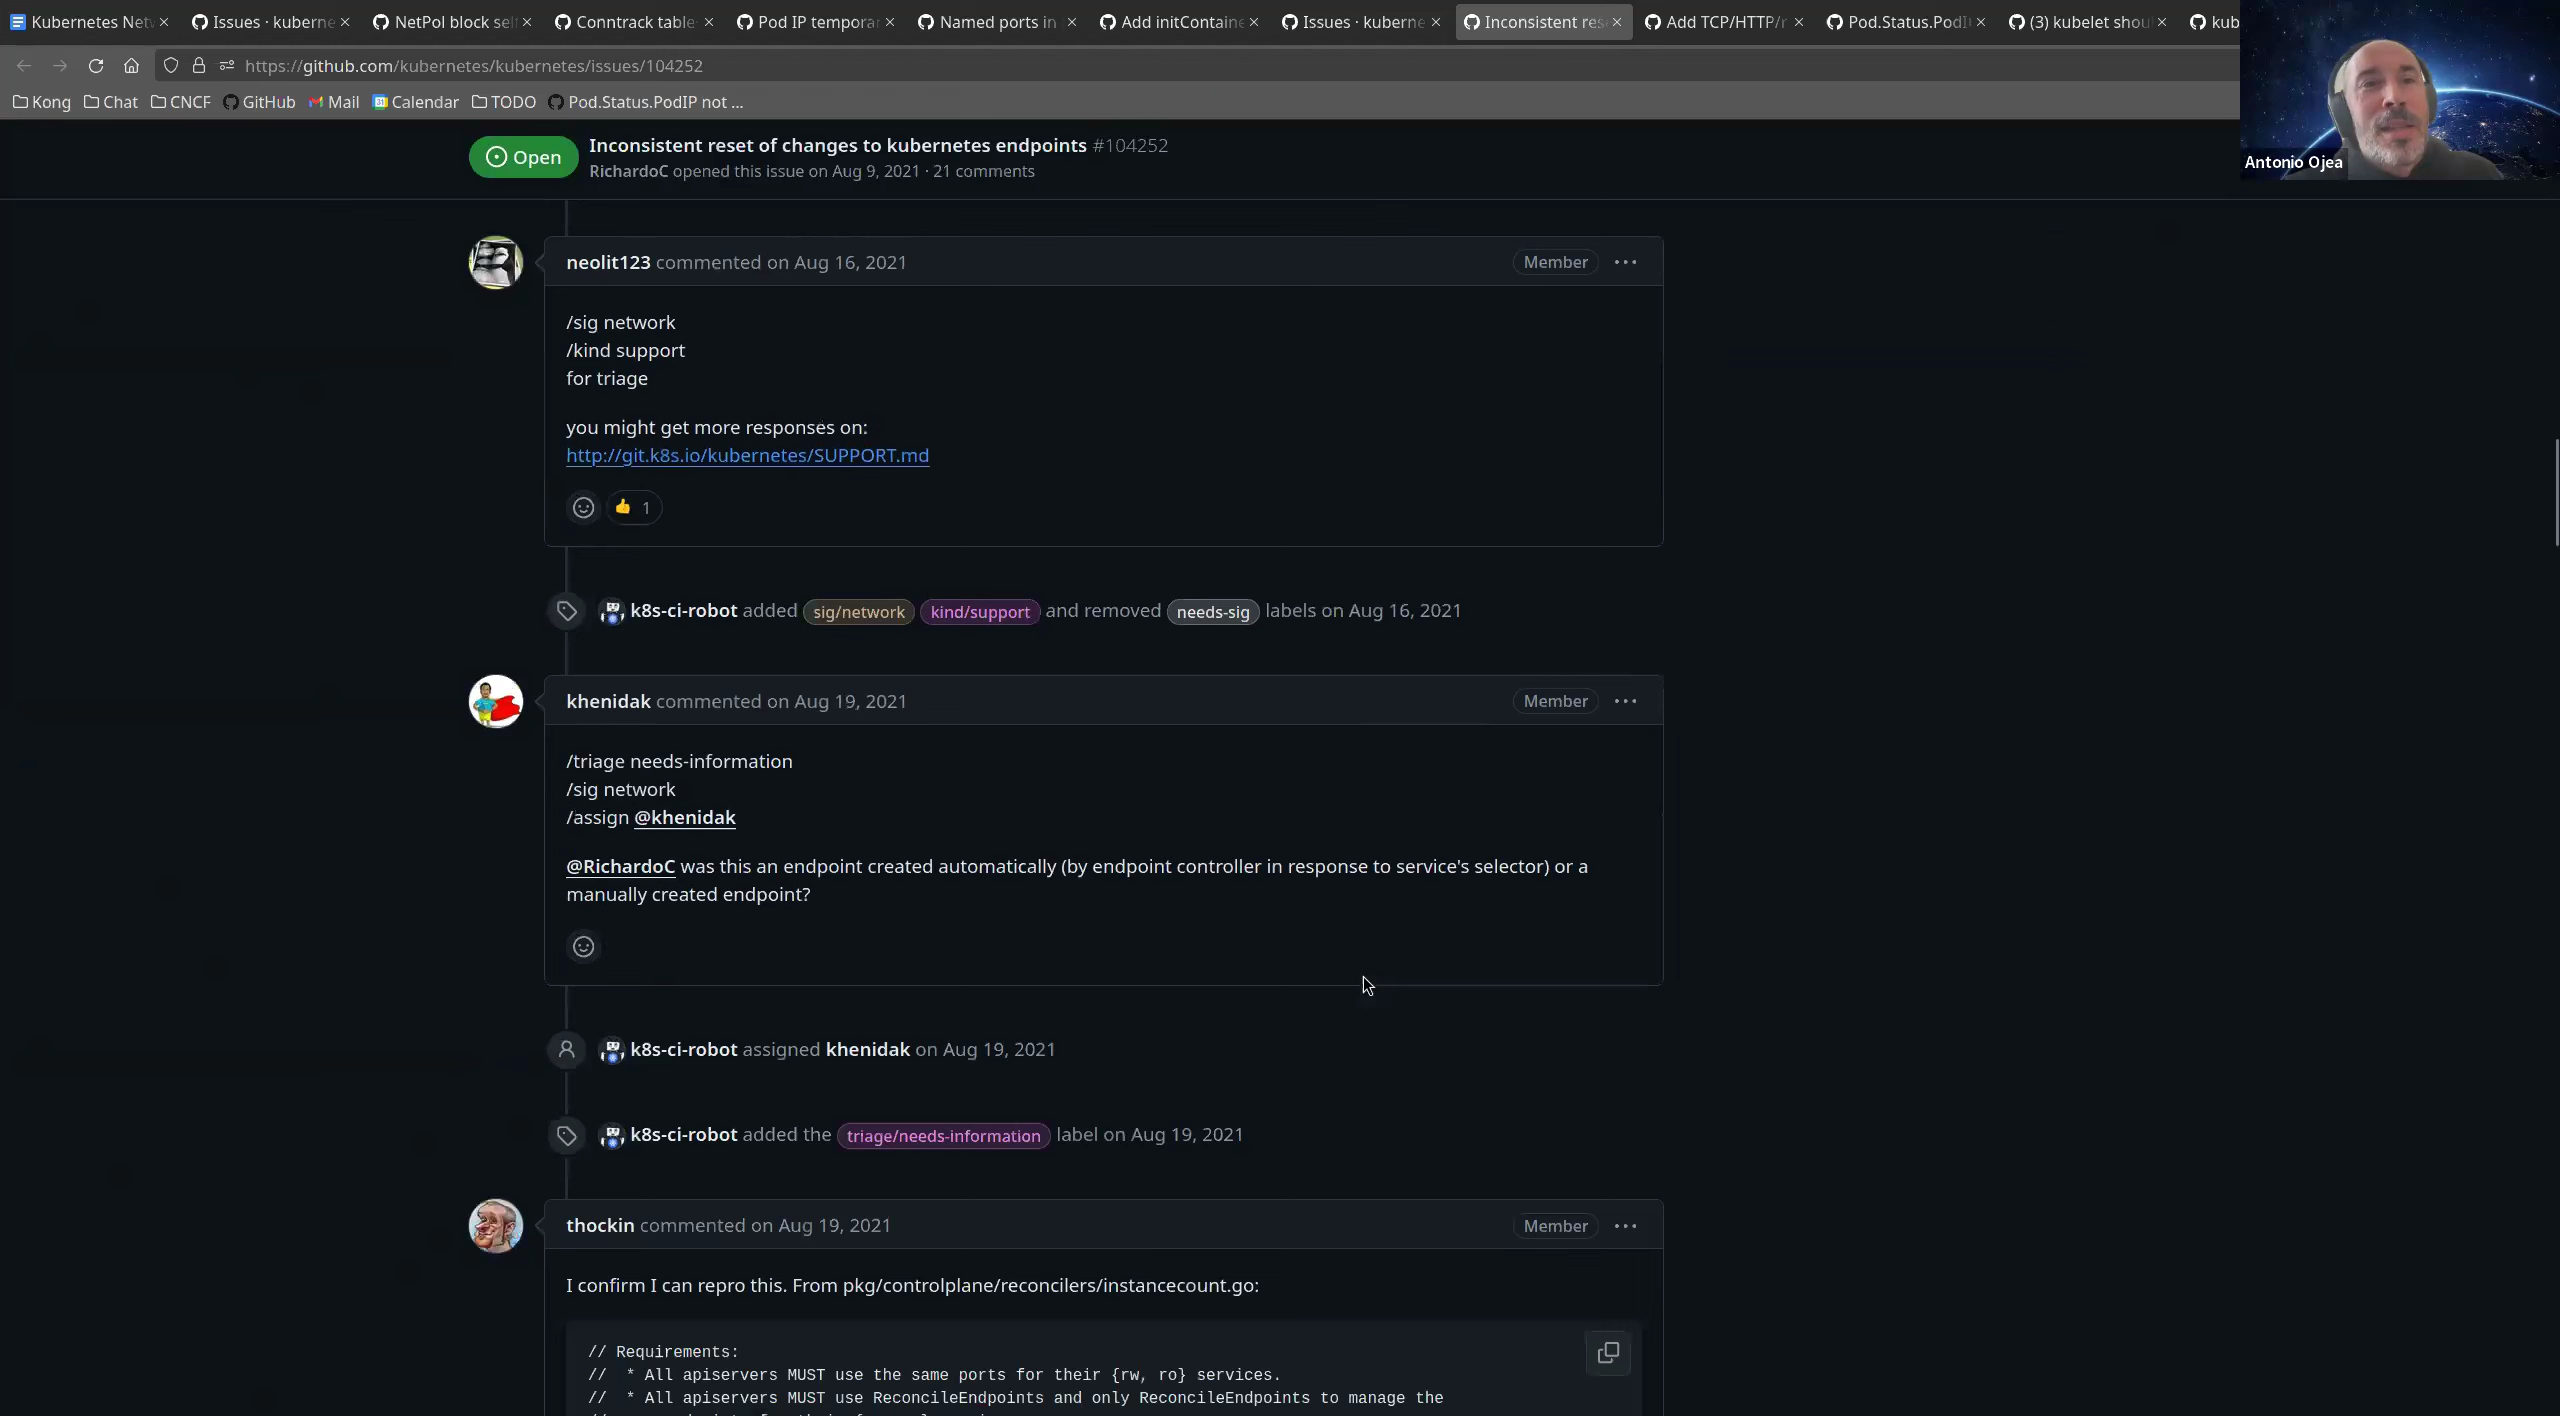 Kubernetes Net
Issues · kuberne
NetPol block sel
Conntrack table
Pod IP tempora
Named ports in
Add initContaine
Issues · kuberne
Inconsistent res
Add TCP/HTTP/r
Pod.Status.PodI
(3) kubelet shou
kub
https://github.com/kubernetes/kubernetes/issues/104252
Kong
Chat
CNCF
GitHub
Mail
Calendar
TODO
Pod.Status.PodIP not ...
Antonio Ojea
Open
Inconsistent reset of changes to kubernetes endpoints #104252
RichardoC opened this issue on Aug 9, 2021 · 21 comments
neolit123 commented on Aug 16, 2021
Member
/sig network
/kind support
for triage
you might get more responses on:
http://git.k8s.io/kubernetes/SUPPORT.md
1
k8s-ci-robot added sig/network kind/support and removed needs-sig labels on Aug 16, 2021
khenidak commented on Aug 19, 2021
Member
/triage needs-information
/sig network
/assign @khenidak
@RichardoC was this an endpoint created automatically (by endpoint controller in response to service's selector) or a
manually created endpoint?
k8s-ci-robot assigned khenidak on Aug 19, 2021
k8s-ci-robot added the triage/needs-information label on Aug 19, 2021
thockin commented on Aug 19, 2021
Member
I confirm I can repro this. From pkg/controlplane/reconcilers/instancecount.go:
// Requirements:
//  * All apiservers MUST use the same ports for their {rw, ro} services.
//  * All apiservers MUST use ReconcileEndpoints and only ReconcileEndpoints to manage the